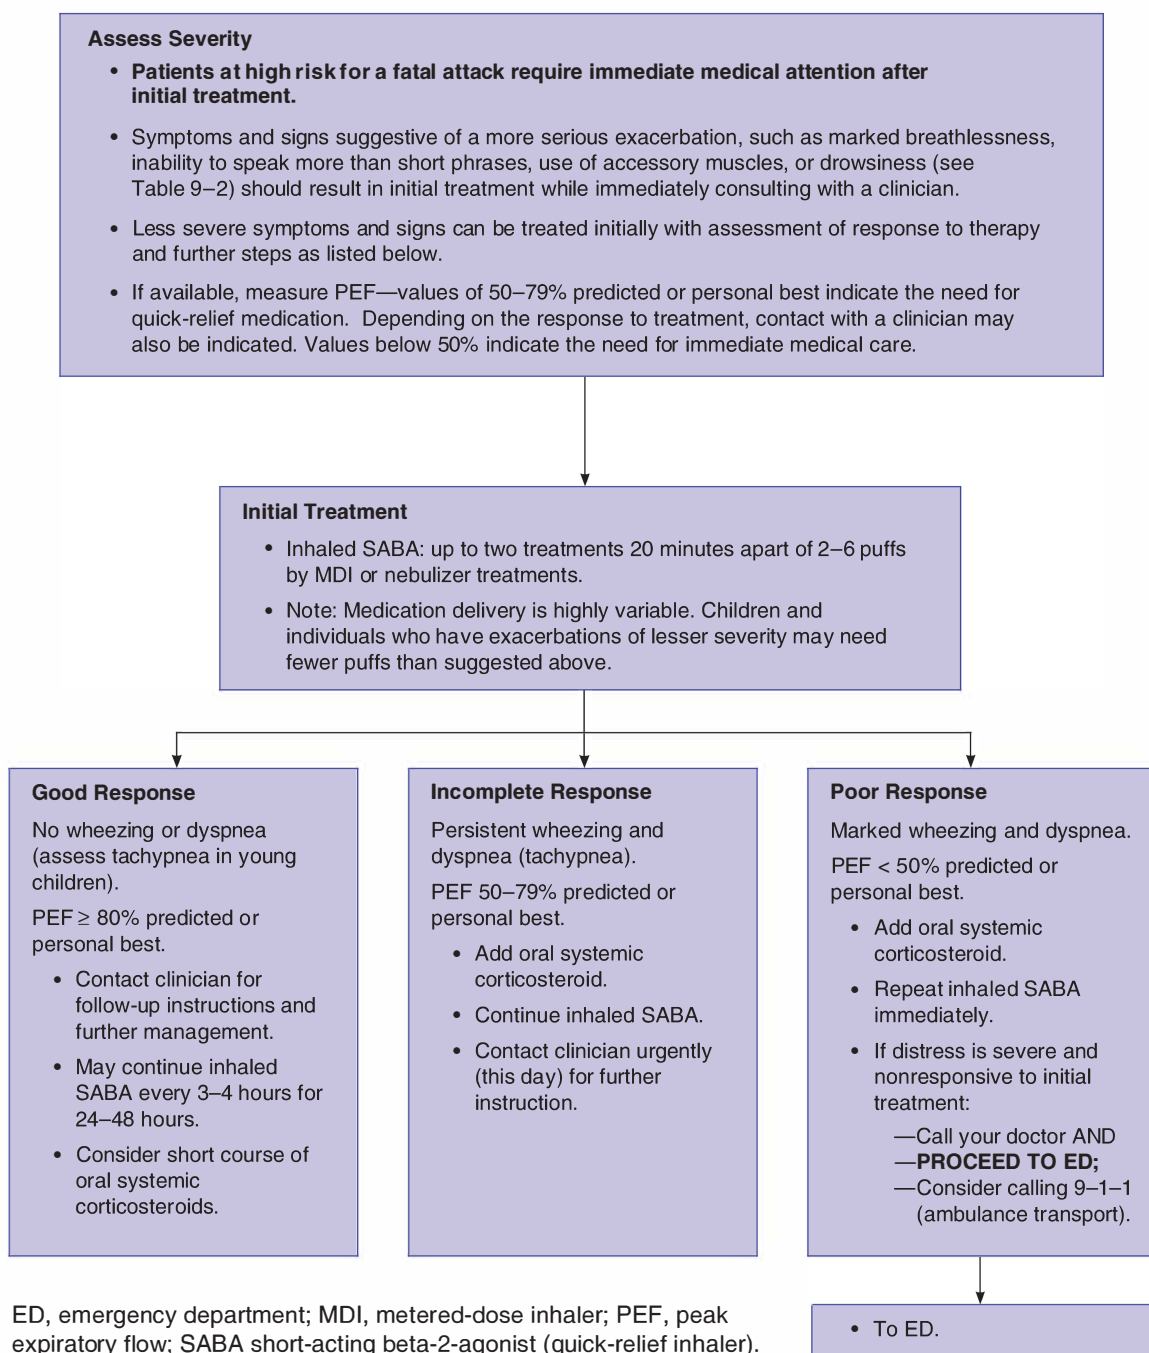 Assess Severity
• Patients at high risk for a fatal attack require immediate medical attention after
initial treatment.
• Symptoms and signs suggestive of a more serious exacerbation, such as marked breathlessness,
inability to speak more than short phrases, use of accessory muscles, or drowsiness (see
Table 9–2) should result in initial treatment while immediately consulting with a clinician.
• Less severe symptoms and signs can be treated initially with assessment of response to therapy
and further steps as listed below.
• If available, measure PEF—values of 50–79% predicted or personal best indicate the need for
quick-relief medication. Depending on the response to treatment, contact with a clinician may
also be indicated. Values below 50% indicate the need for immediate medical care.
Initial Treatment
• Inhaled SABA: up to two treatments 20 minutes apart of 2–6 puffs
by MDI or nebulizer treatments.
• Note: Medication delivery is highly variable. Children and
individuals who have exacerbations of lesser severity may need
fewer puffs than suggested above.
Good Response
No wheezing or dyspnea
(assess tachypnea in young
children).
PEF ≥ 80% predicted or
personal best.
• Contact clinician for
follow-up instructions and
further management.
• May continue inhaled
SABA every 3–4 hours for
24–48 hours.
• Consider short course of
oral systemic
corticosteroids.
Incomplete Response
Persistent wheezing and
dyspnea (tachypnea).
PEF 50–79% predicted or
personal best.
• Add oral systemic
corticosteroid.
• Continue inhaled SABA.
• Contact clinician urgently
(this day) for further
instruction.
Poor Response
Marked wheezing and dyspnea.
PEF < 50% predicted or
personal best.
• Add oral systemic
corticosteroid.
• Repeat inhaled SABA
immediately.
• If distress is severe and
nonresponsive to initial
treatment:
—Call your doctor AND
—PROCEED TO ED;
—Consider calling 9–1–1
(ambulance transport).
• To ED.
ED, emergency department; MDI, metered-dose inhaler; PEF, peak
expiratory flow; SABA short-acting beta-2-agonist (quick-relief inhaler).